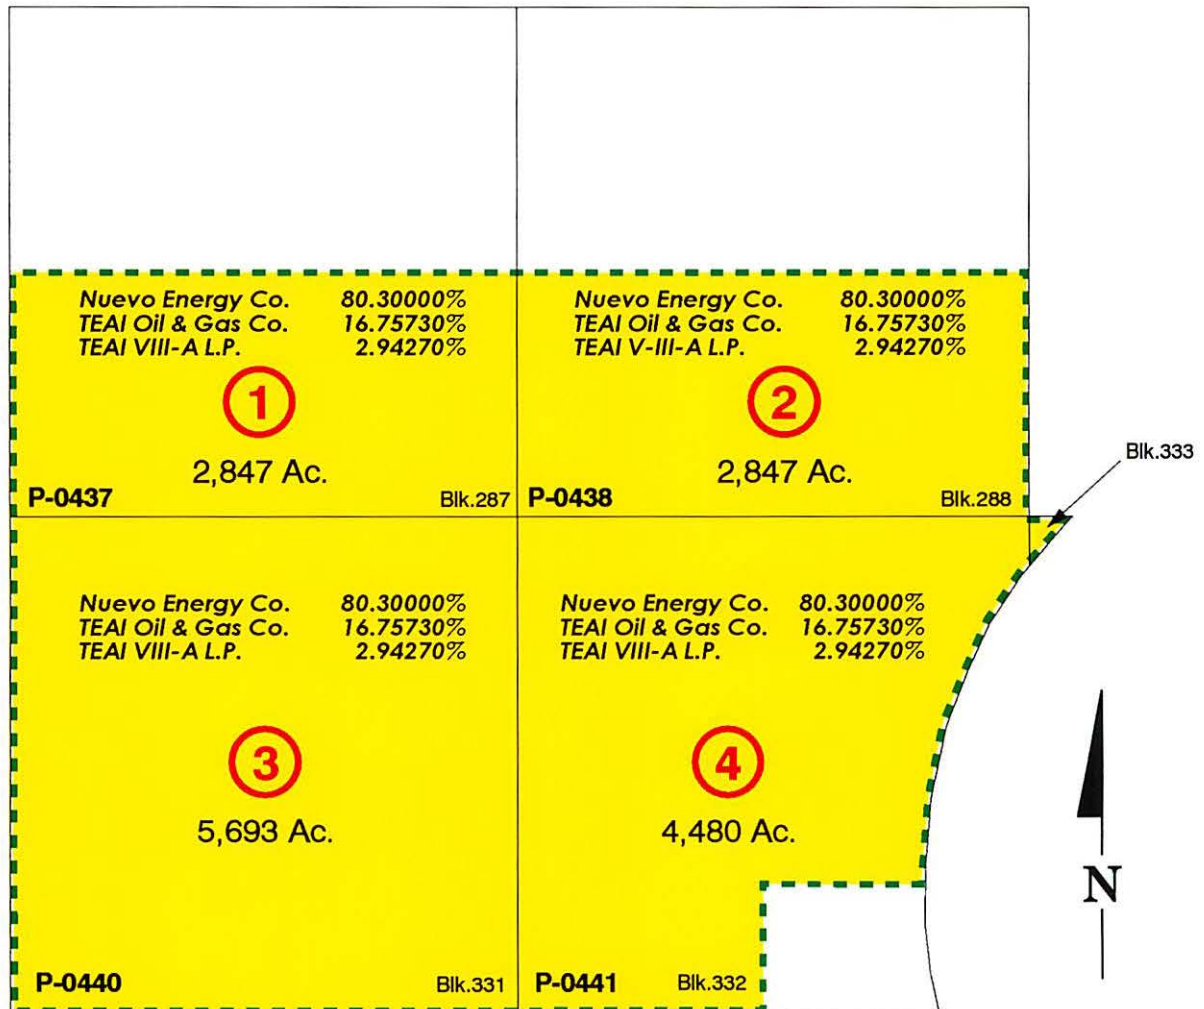 Nuevo Energy Co. 80.30000%
TEAI Oil & Gas Co. 16.75730%
TEAI VIII-A L.P. 2.94270%
1
2,847 Ac.
P-0437 Blk.287
Nuevo Energy Co. 80.30000%
TEAI Oil & Gas Co. 16.75730%
TEAI V-III-A L.P. 2.94270%
2
2,847 Ac.
P-0438 Blk.288
Blk.333
Nuevo Energy Co. 80.30000%
TEAI Oil & Gas Co. 16.75730%
TEAI VIII-A L.P. 2.94270%
3
5,693 Ac.
P-0440 Blk.331
Nuevo Energy Co. 80.30000%
TEAI Oil & Gas Co. 16.75730%
TEAI VIII-A L.P. 2.94270%
4
4,480 Ac.
P-0441 Blk.332
N